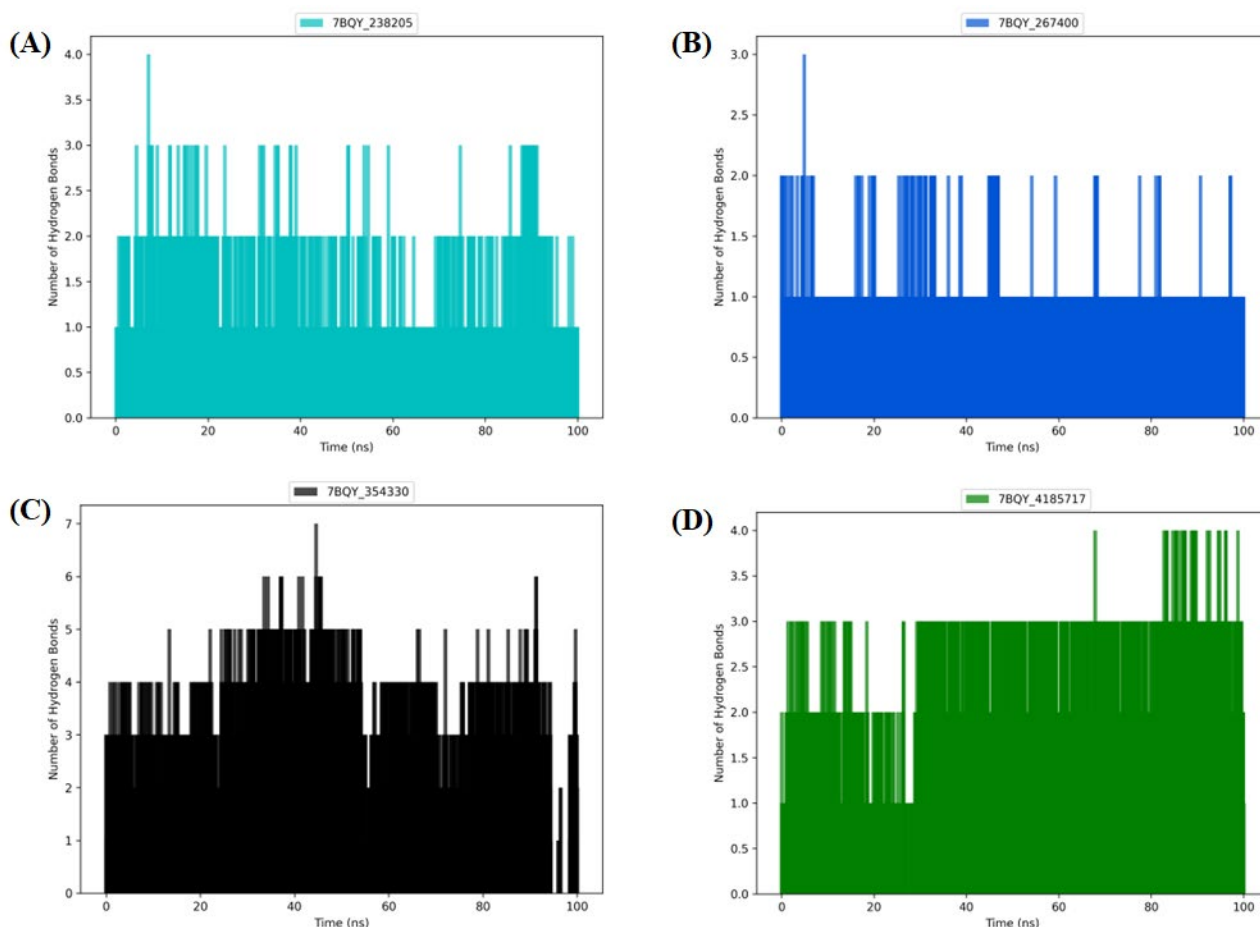 (A)
7BQY_238205
4.0
3.5
3.0
2.5
2.0
1.5
1.0
0.5
0.0
Number of Hydrogen Bonds
0 20 40 60 80 100
Time (ns)
(B)
7BQY_267400
3.0
2.5
2.0
1.5
1.0
0.5
0.0
Number of Hydrogen Bonds
0 20 40 60 80 100
Time (ns)
(C)
7BQY_354330
7
6
5
4
3
2
1
0
Number of Hydrogen Bonds
0 20 40 60 80 100
Time (ns)
(D)
7BQY_4185717
4.0
3.5
3.0
2.5
2.0
1.5
1.0
0.5
0.0
Number of Hydrogen Bonds
0 20 40 60 80 100
Time (ns)